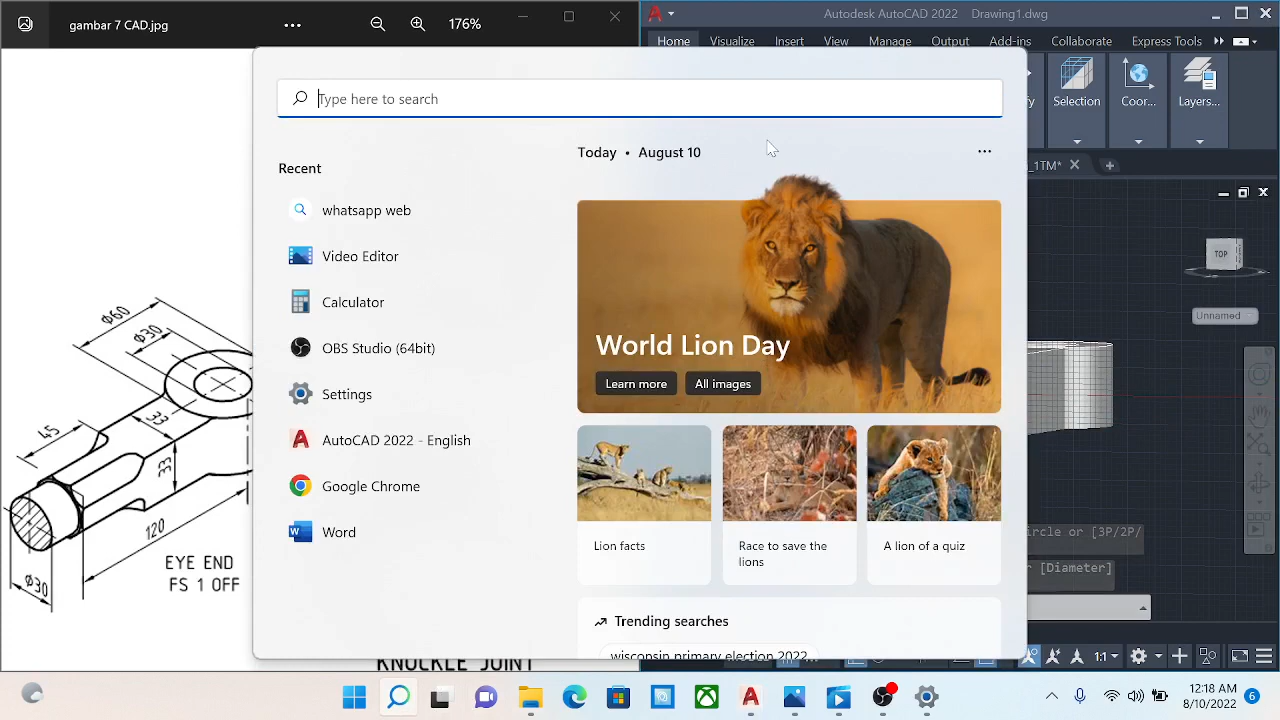 gambar 7 CAD.jpg
176%
Autodesk AutoCAD 2022 Drawing1.dwg
Home Visualize Insert View Manage Output Add-ins Collaborate Express Tools
Selection
Coor...
Layers...
Type here to search
Today • August 10
Recent
whatsapp web
Video Editor
Calculator
OBS Studio (64bit)
Settings
AutoCAD 2022 - English
Google Chrome
Word
World Lion Day
Learn more
All images
Lion facts
Race to save the
lions
A lion of a quiz
Trending searches
wisconsin primary election 2022
TOP
Unnamed
ircle or [3P/2P/
or [Diameter]
1:1
Ø60
Ø30
33
45
33
120
Ø30
EYE END
FS 1 OFF
KNUCKLE JOINT
12:18 AM
8/10/2022
6